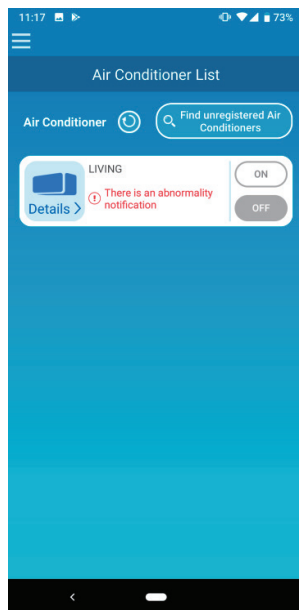 11:17 73%
Air Conditioner List
Air Conditioner
Find unregistered Air
Conditioners
LIVING
There is an abnormality
notification
Details
ON
OFF